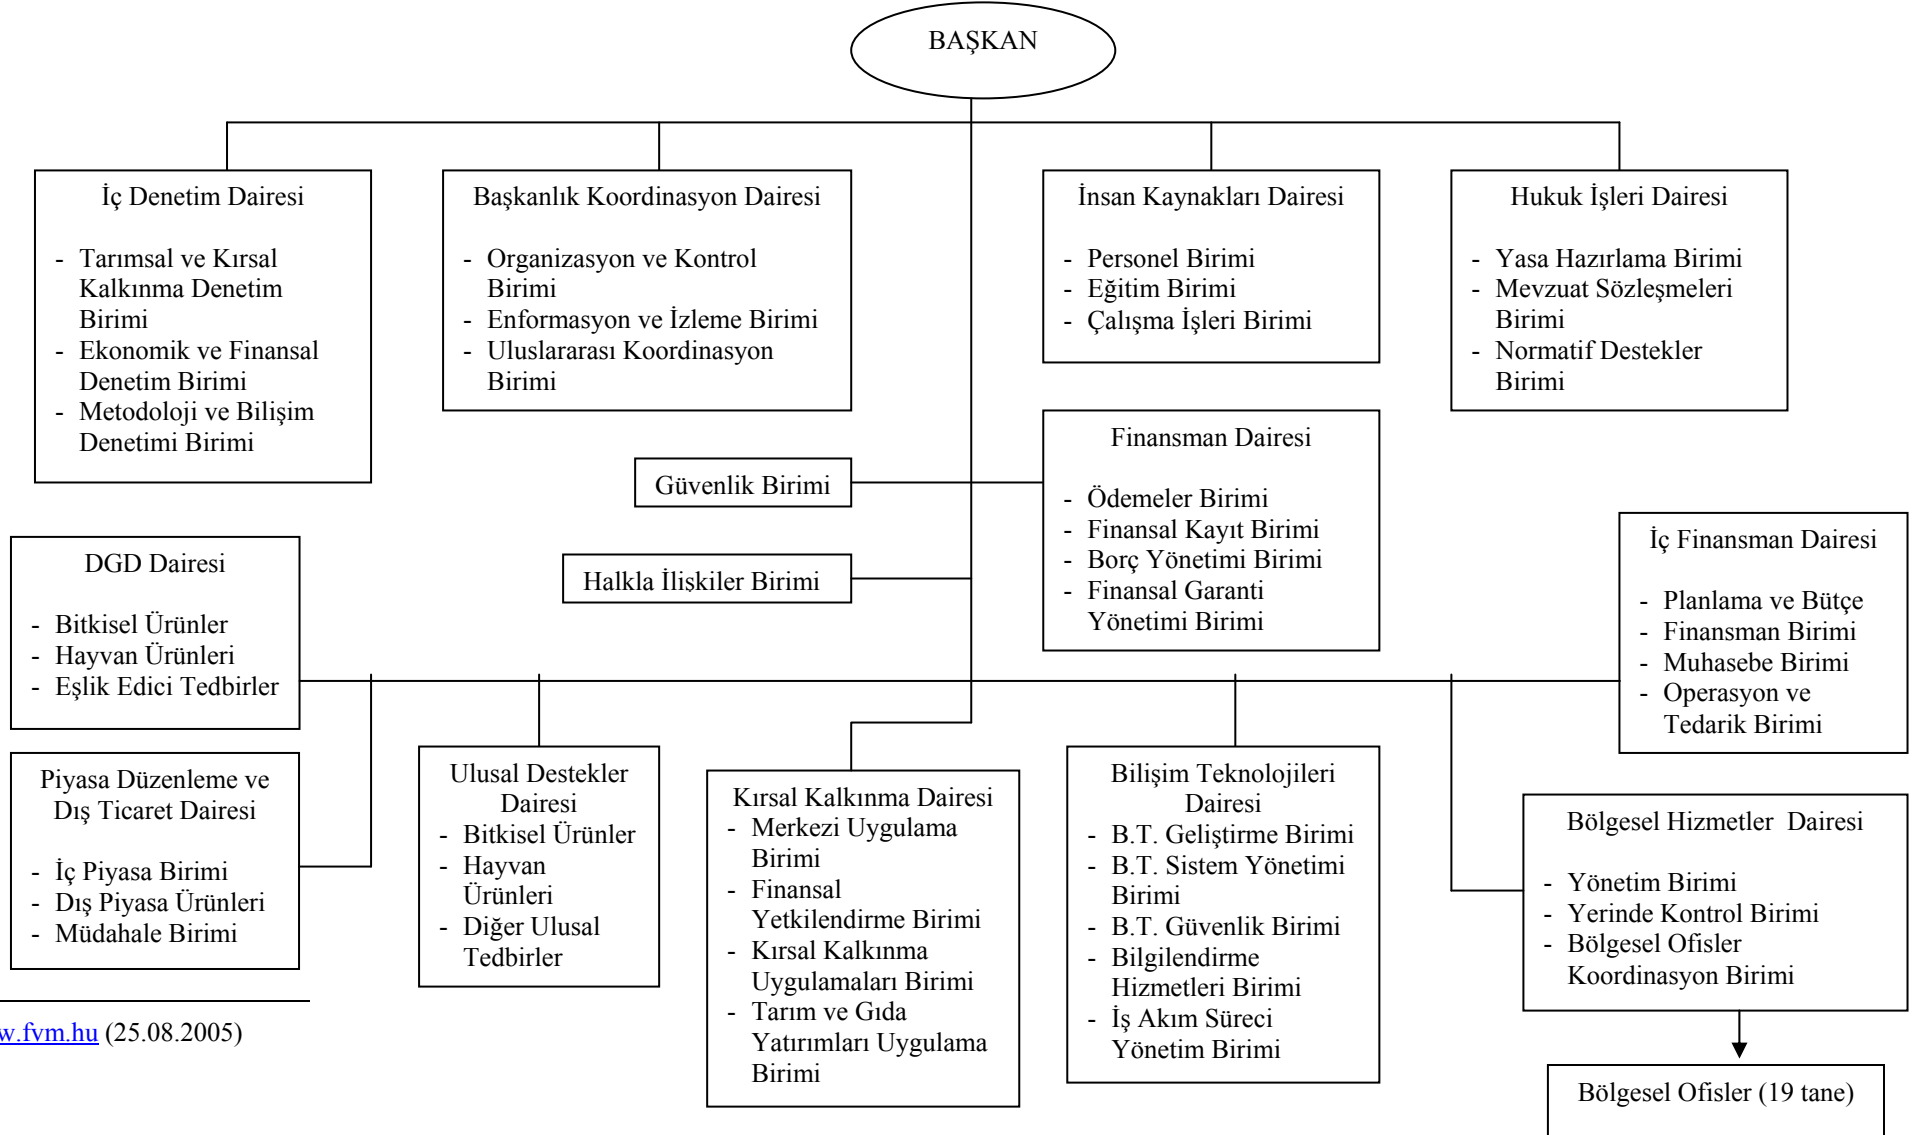 BAŞKAN
İç Denetim Dairesi
- Tarımsal ve Kırsal
Kalkınma Denetim
Birimi
- Ekonomik ve Finansal
Denetim Birimi
- Metodoloji ve Bilişim
Denetimi Birimi
Başkanlık Koordinasyon Dairesi
- Organizasyon ve Kontrol
Birimi
- Enformasyon ve İzleme Birimi
- Uluslararası Koordinasyon
Birimi
İnsan Kaynakları Dairesi
- Personel Birimi
- Eğitim Birimi
- Çalışma İşleri Birimi
Hukuk İşleri Dairesi
- Yasa Hazırlama Birimi
- Mevzuat Sözleşmeleri
Birimi
- Normatif Destekler
Birimi
Güvenlik Birimi
Finansman Dairesi
- Ödemeler Birimi
- Finansal Kayıt Birimi
- Borç Yönetimi Birimi
- Finansal Garanti
Yönetimi Birimi
Halkla İlişkiler Birimi
DGD Dairesi
- Bitkisel Ürünler
- Hayvan Ürünleri
- Eşlik Edici Tedbirler
İç Finansman Dairesi
- Planlama ve Bütçe
- Finansman Birimi
- Muhasebe Birimi
- Operasyon ve
Tedarik Birimi
Piyasa Düzenleme ve
Dış Ticaret Dairesi
- İç Piyasa Birimi
- Dış Piyasa Ürünleri
- Müdahale Birimi
Ulusal Destekler
Dairesi
- Bitkisel Ürünler
- Hayvan
Ürünleri
- Diğer Ulusal
Tedbirler
Kırsal Kalkınma Dairesi
- Merkezi Uygulama
Birimi
- Finansal
Yetkilendirme Birimi
- Kırsal Kalkınma
Uygulamaları Birimi
- Tarım ve Gıda
Yatırımları Uygulama
Birimi
Bilişim Teknolojileri
Dairesi
- B.T. Geliştirme Birimi
- B.T. Sistem Yönetimi
Birimi
- B.T. Güvenlik Birimi
- Bilgilendirme
Hizmetleri Birimi
- İş Akım Süreci
Yönetim Birimi
Bölgesel Hizmetler Dairesi
- Yönetim Birimi
- Yerinde Kontrol Birimi
- Bölgesel Ofisler
Koordinasyon Birimi
Bölgesel Ofisler (19 tane)
w.fvm.hu (25.08.2005)